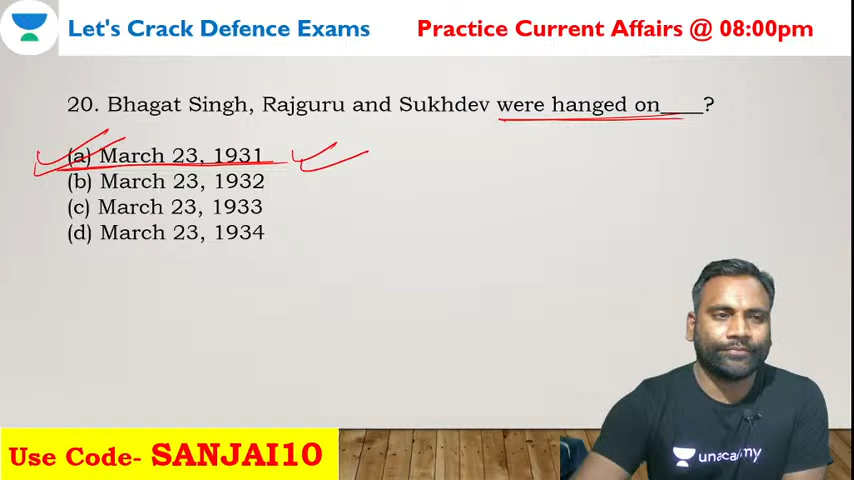 Let's Crack Defence Exams
Practice Current Affairs @ 08:00pm
20. Bhagat Singh, Rajguru and Sukhdev were hanged on____?
(a) March 23, 1931
(b) March 23, 1932
(c) March 23, 1933
(d) March 23, 1934
unacademy
Use Code- SANJAI10